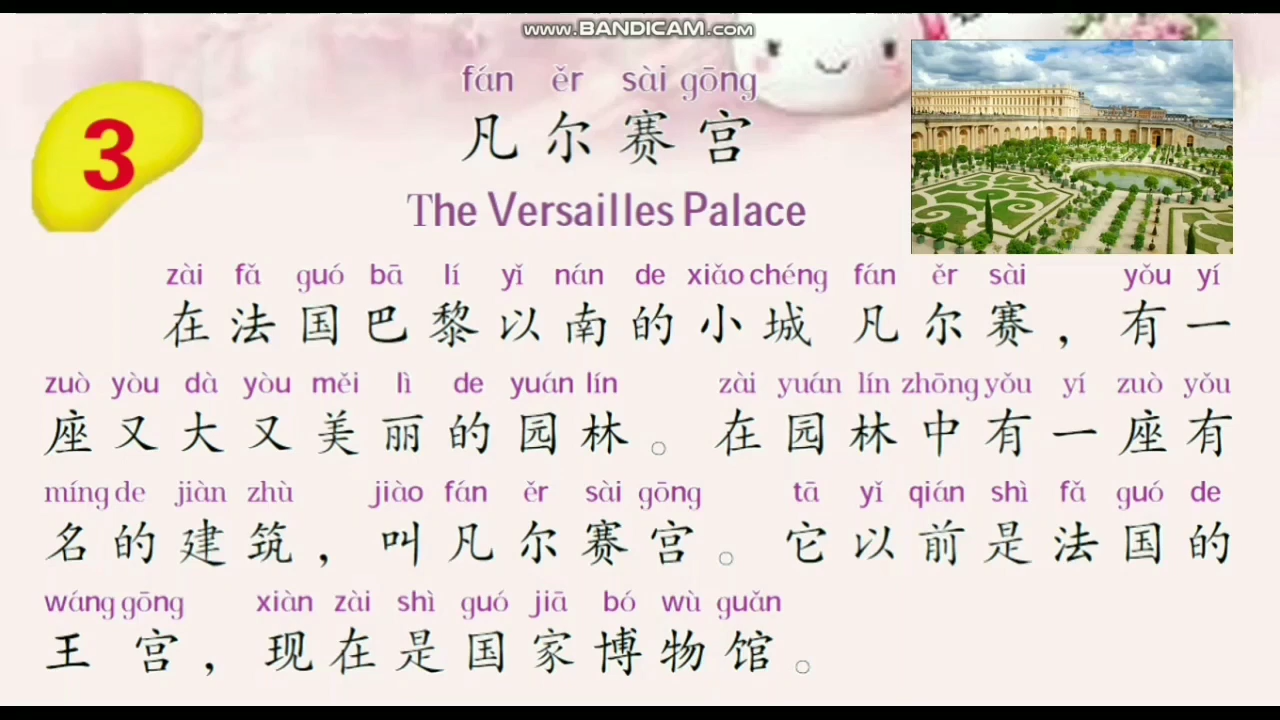 www.BANDICAM.com
3
fán ěr sài gōng
凡尔赛宫
The Versailles Palace
zài fǎ guó bā lí yǐ nán de xiǎo chéng fán ěr sài yǒu yí
在法国巴黎以南的小城 凡尔赛，有一
zuò yòu dà yòu měi lì de yuán lín zài yuán lín zhōng yǒu yí zuò yǒu
座又大又美丽的园林。在园林中有一座有
míng de jiàn zhù jiào fán ěr sài gōng tā yǐ qián shì fǎ guó de
名的建筑，叫凡尔赛宫。它以前是法国的
wáng gōng xiàn zài shì guó jiā bó wù guǎn
王宫，现在是国家博物馆。